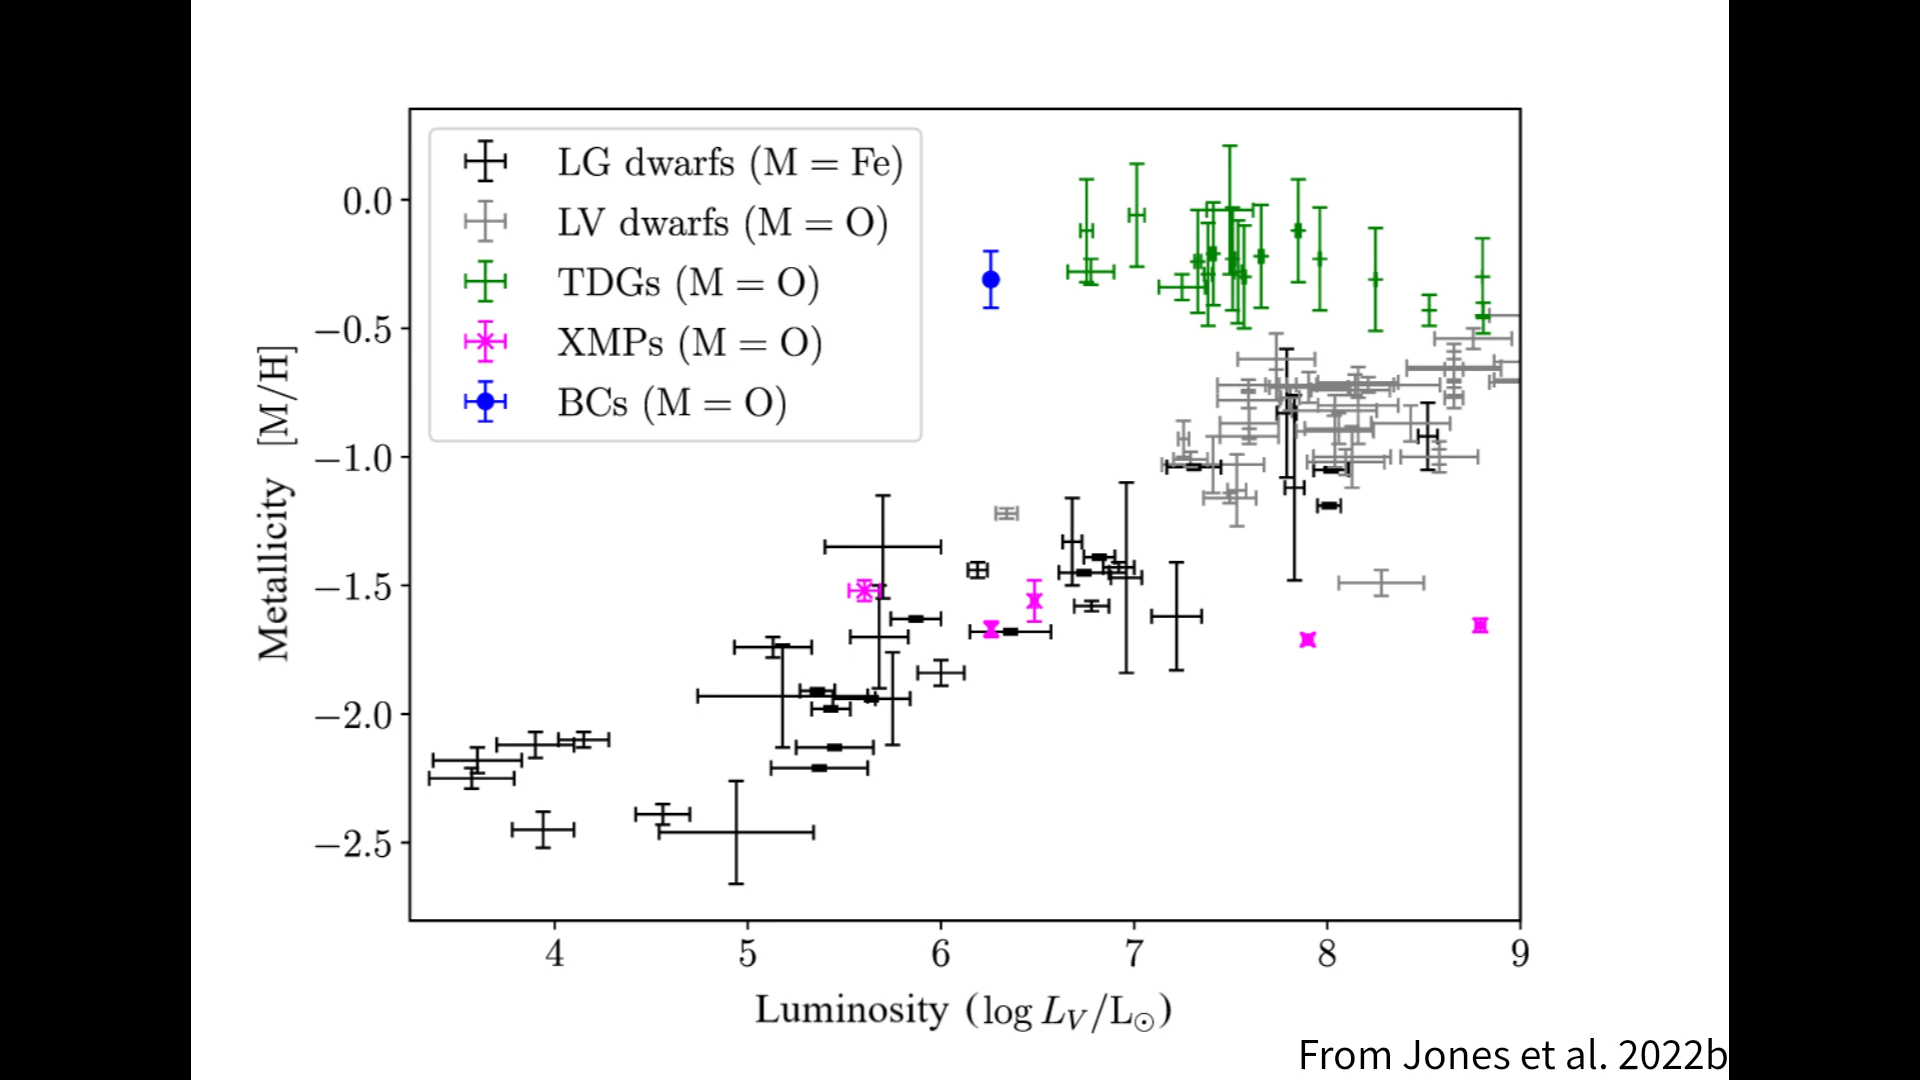 LG dwarfs (M = Fe)
LV dwarfs (M = O)
TDGs (M = O)
XMPs (M = O)
BCs (M = O)
0.0
−0.5
−1.0
−1.5
−2.0
−2.5
Metallicity [M/H]
4 5 6 7 8 9
Luminosity (log L_V/L_⊙)
From Jones et al. 2022b